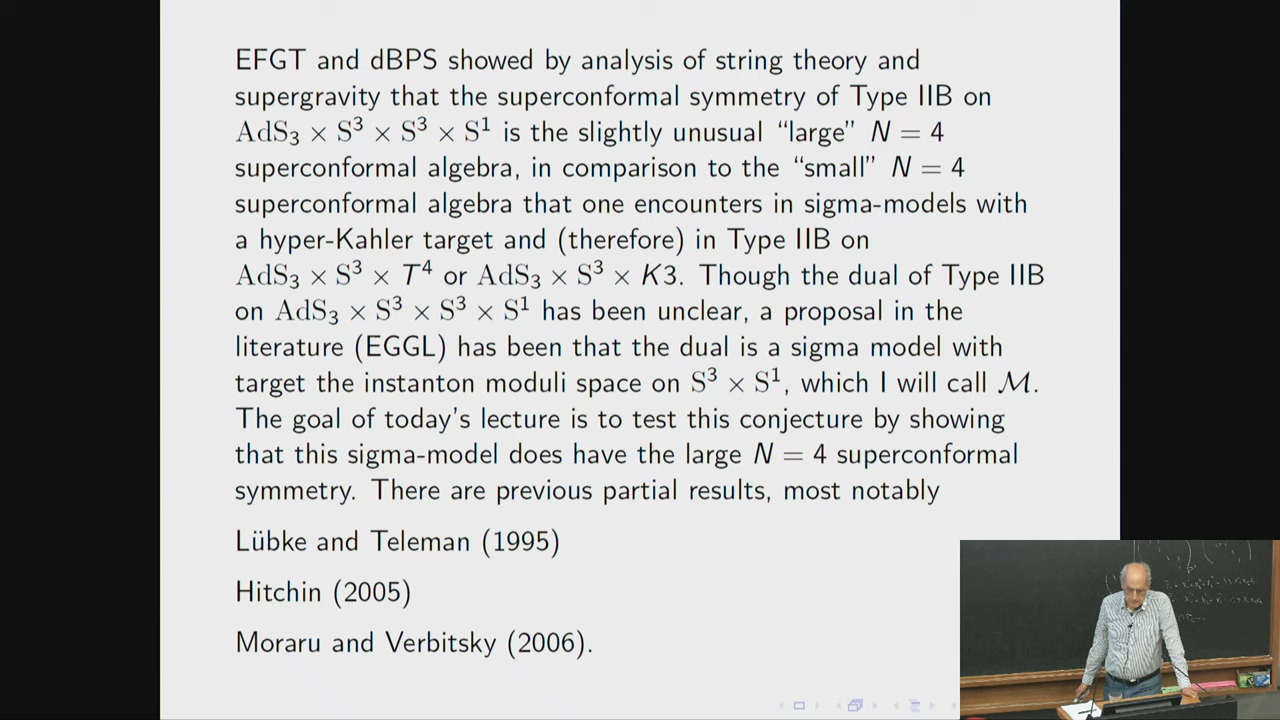 EFGT and dBPS showed by analysis of string theory and
supergravity that the superconformal symmetry of Type IIB on
AdS₃ × S³ × S³ × S¹ is the slightly unusual “large” N = 4
superconformal algebra, in comparison to the “small” N = 4
superconformal algebra that one encounters in sigma-models with
a hyper-Kahler target and (therefore) in Type IIB on
AdS₃ × S³ × T⁴ or AdS₃ × S³ × K3. Though the dual of Type IIB
on AdS₃ × S³ × S³ × S¹ has been unclear, a proposal in the
literature (EGGL) has been that the dual is a sigma model with
target the instanton moduli space on S³ × S¹, which I will call ℳ.
The goal of today’s lecture is to test this conjecture by showing
that this sigma-model does have the large N = 4 superconformal
symmetry. There are previous partial results, most notably
Lübke and Teleman (1995)
Hitchin (2005)
Moraru and Verbitsky (2006).